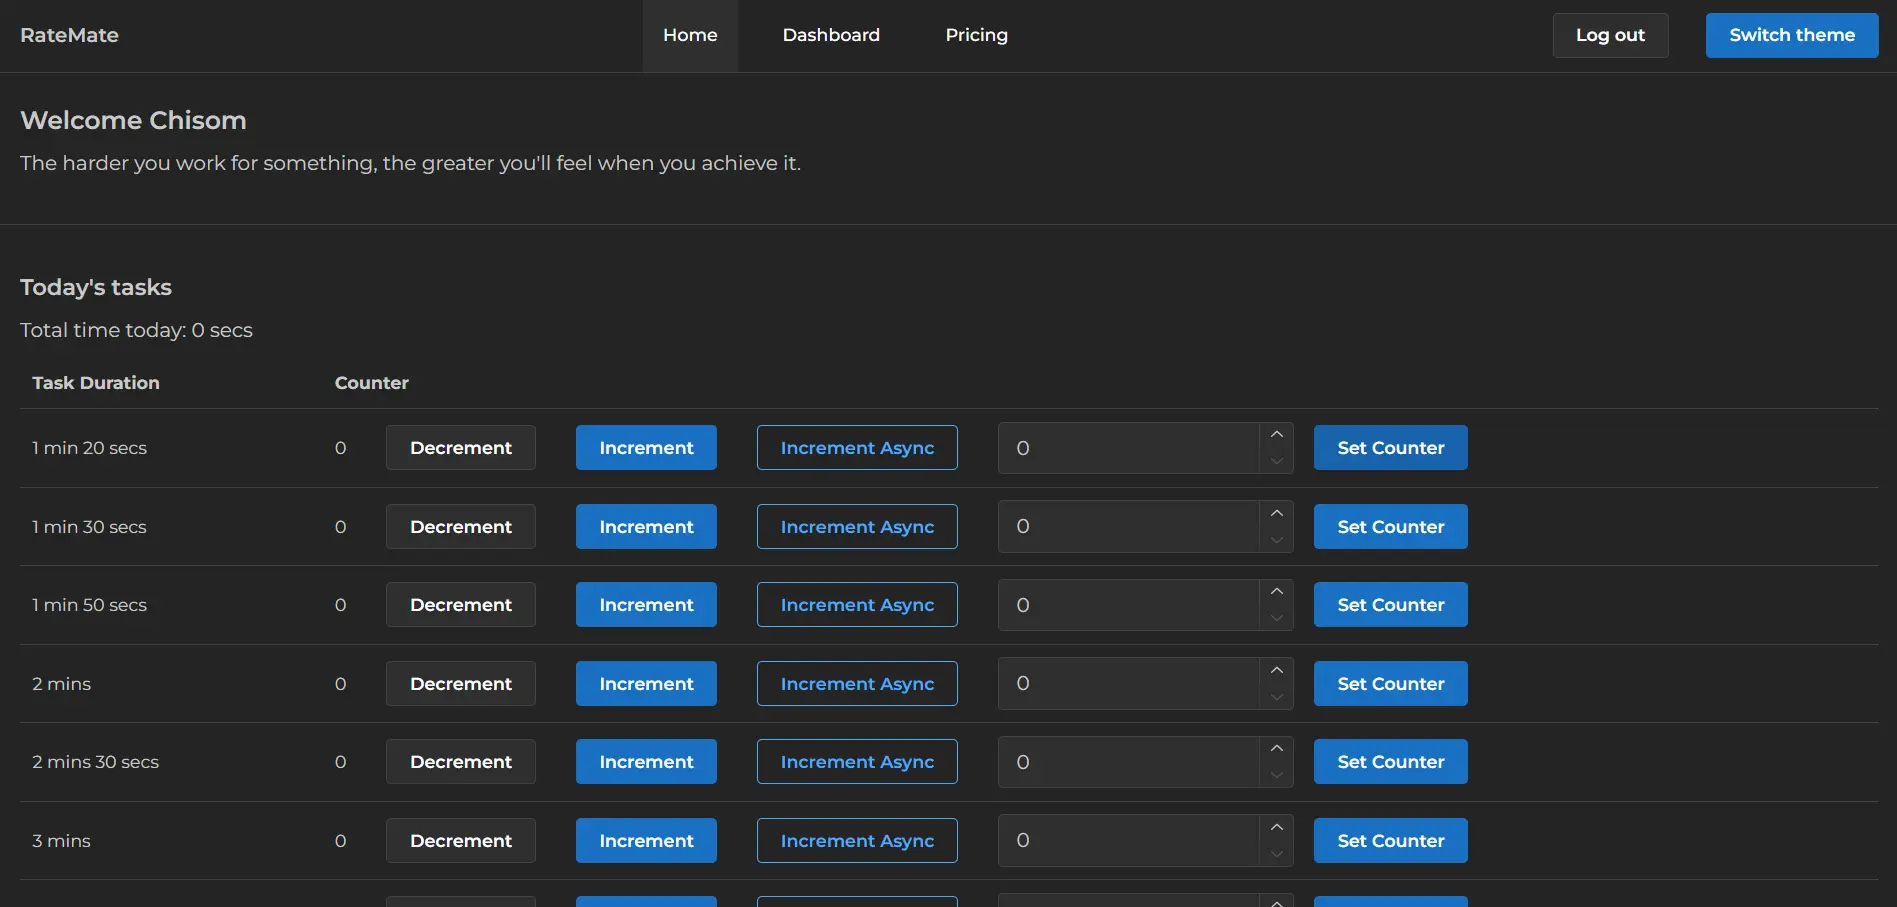 RateMate Home Dashboard Pricing Log out Switch theme
Welcome Chisom
The harder you work for something, the greater you'll feel when you achieve it.
Today's tasks
Total time today: 0 secs
Task Duration Counter
1 min 20 secs 0 Decrement Increment Increment Async 0 Set Counter
1 min 30 secs 0 Decrement Increment Increment Async 0 Set Counter
1 min 50 secs 0 Decrement Increment Increment Async 0 Set Counter
2 mins 0 Decrement Increment Increment Async 0 Set Counter
2 mins 30 secs 0 Decrement Increment Increment Async 0 Set Counter
3 mins 0 Decrement Increment Increment Async 0 Set Counter